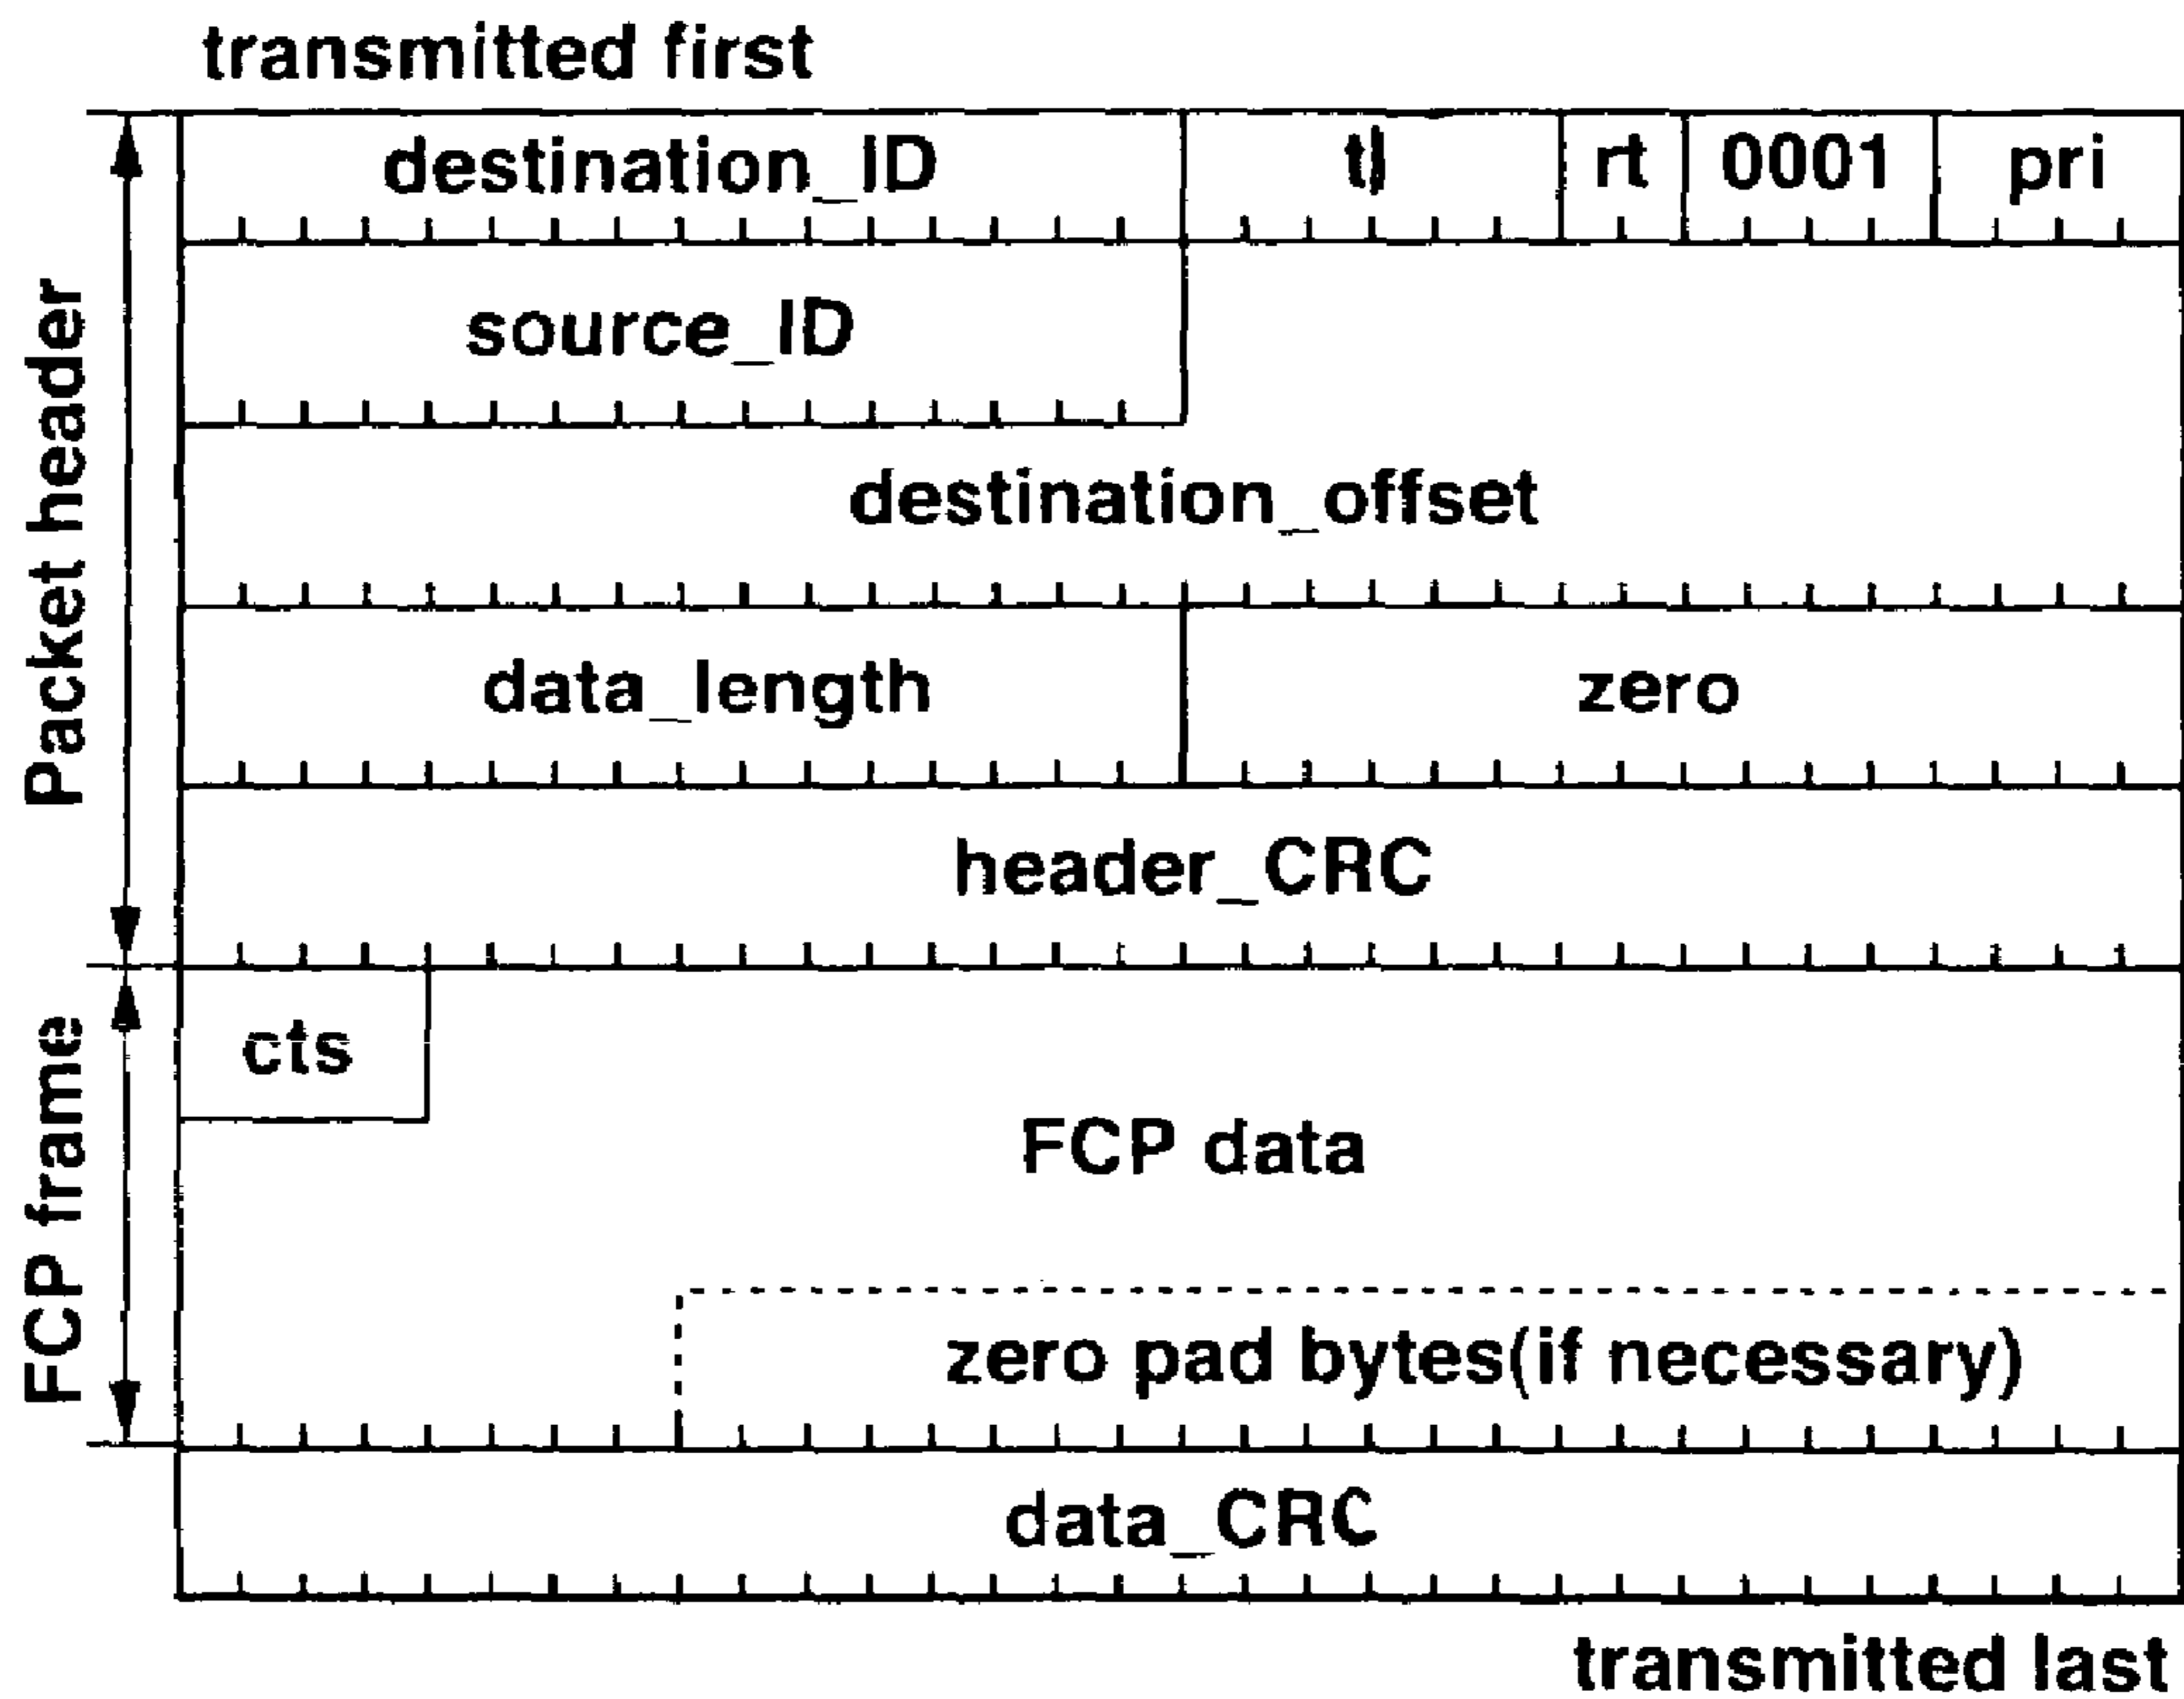 transmitted first
destination_ID tl rt 0001 pri
source_ID
destination_offset
data_length zero
header_CRC
Packet header
cts
FCP data
zero pad bytes(if necessary)
FCP frame
data_CRC
transmitted last